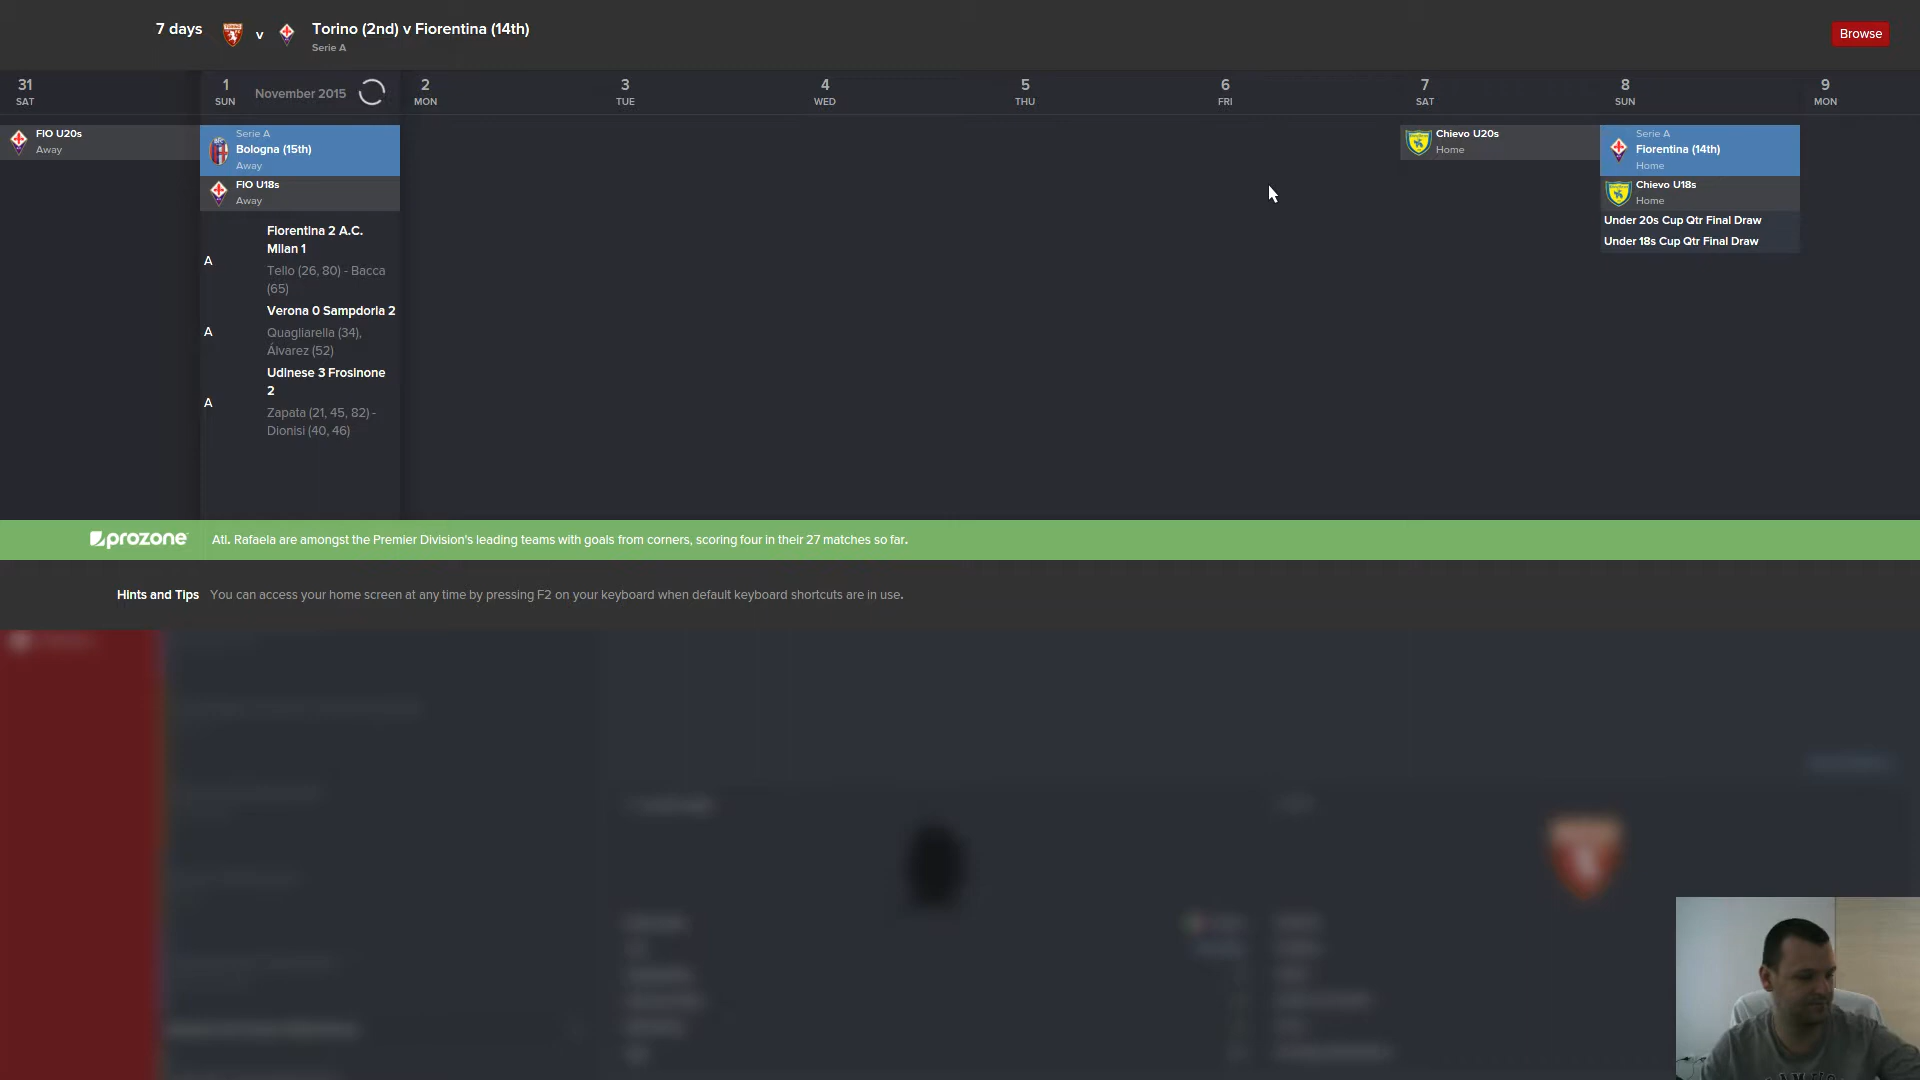 7 days
v
Torino (2nd) v Fiorentina (14th)
Serie A
Browse
31
SAT
1
SUN
November 2015
2
MON
3
TUE
4
WED
5
THU
6
FRI
7
SAT
8
SUN
9
MON
FIO U20s
Away
Serie A
Bologna (15th)
Away
FIO U18s
Away
A
Fiorentina 2 A.C.
Milan 1
Tello (26, 80) - Bacca
(65)
A
Verona 0 Sampdoria 2
Quagliarella (34),
Álvarez (52)
A
Udinese 3 Frosinone
2
Zapata (21, 45, 82) -
Dionisi (40, 46)
Chievo U20s
Home
Serie A
Fiorentina (14th)
Home
Chievo U18s
Home
Under 20s Cup Qtr Final Draw
Under 18s Cup Qtr Final Draw
prozone
Atl. Rafaela are amongst the Premier Division's leading teams with goals from corners, scoring four in their 27 matches so far.
Hints and Tips You can access your home screen at any time by pressing F2 on your keyboard when default keyboard shortcuts are in use.